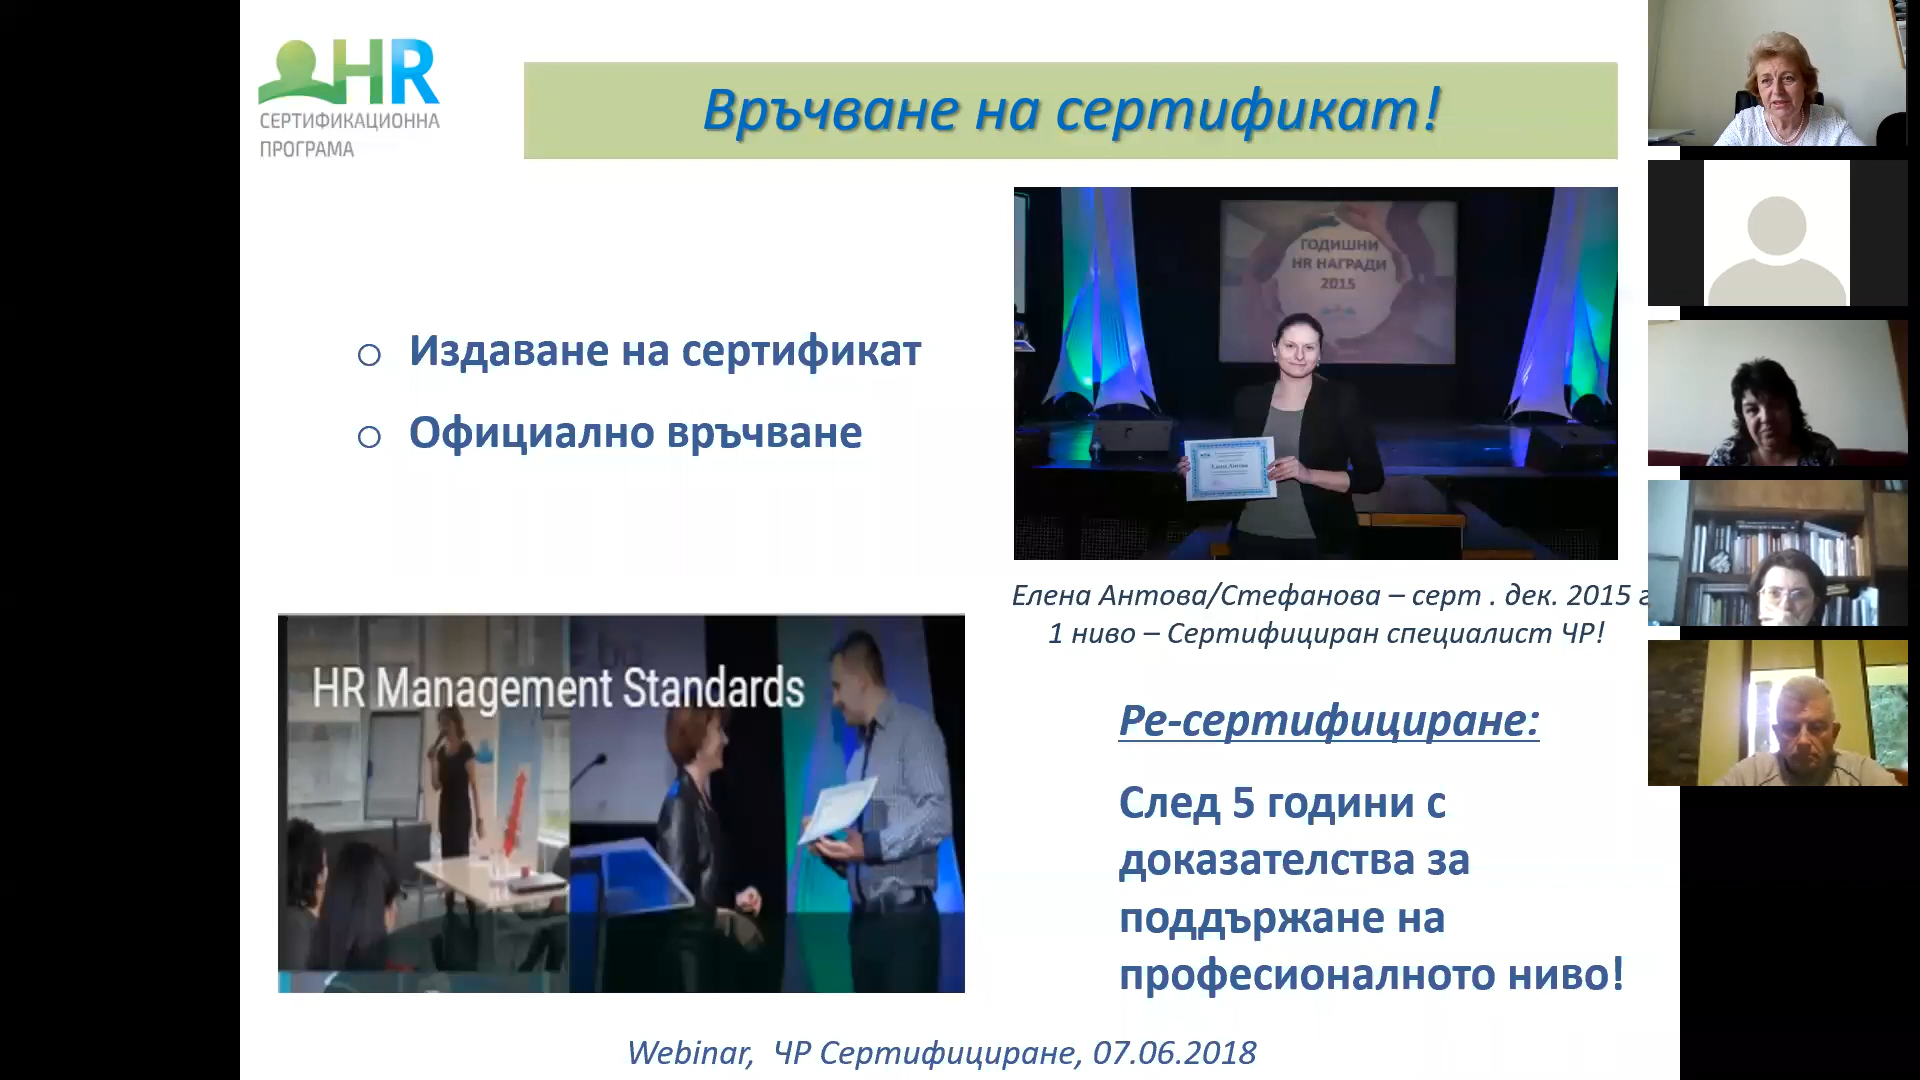 HR
СЕРТИФИКАЦИОННА
ПРОГРАМА
Връчване на сертификат!
Издаване на сертификат
Официално връчване
ГОДИШНИ
HR НАГРАДИ
2015
Елена Антова
Елена Антова/Стефанова – серт . дек. 2015 г
1 ниво – Сертифициран специалист ЧР!
HR Management Standards
Ре-сертифициране:
След 5 години с
доказателства за
поддържане на
професионалното ниво!
Webinar, ЧР Сертифициране, 07.06.2018